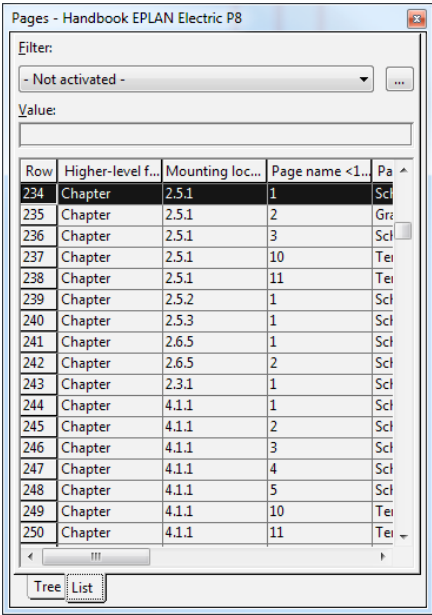 Pages - Handbook EPLAN Electric P8
Filter:
- Not activated -
...
Value:
Row Higher-level f... Mounting loc... Page name <1... Pa
234 Chapter 2.5.1 1 Sch
235 Chapter 2.5.1 2 Gra
236 Chapter 2.5.1 3 Sch
237 Chapter 2.5.1 10 Ter
238 Chapter 2.5.1 11 Ter
239 Chapter 2.5.2 1 Sch
240 Chapter 2.5.3 1 Sch
241 Chapter 2.6.5 1 Sch
242 Chapter 2.6.5 2 Sch
243 Chapter 2.3.1 1 Sch
244 Chapter 4.1.1 1 Sch
245 Chapter 4.1.1 2 Sch
246 Chapter 4.1.1 3 Sch
247 Chapter 4.1.1 4 Sch
248 Chapter 4.1.1 5 Sch
249 Chapter 4.1.1 10 Ter
250 Chapter 4.1.1 11 Ter
Tree List